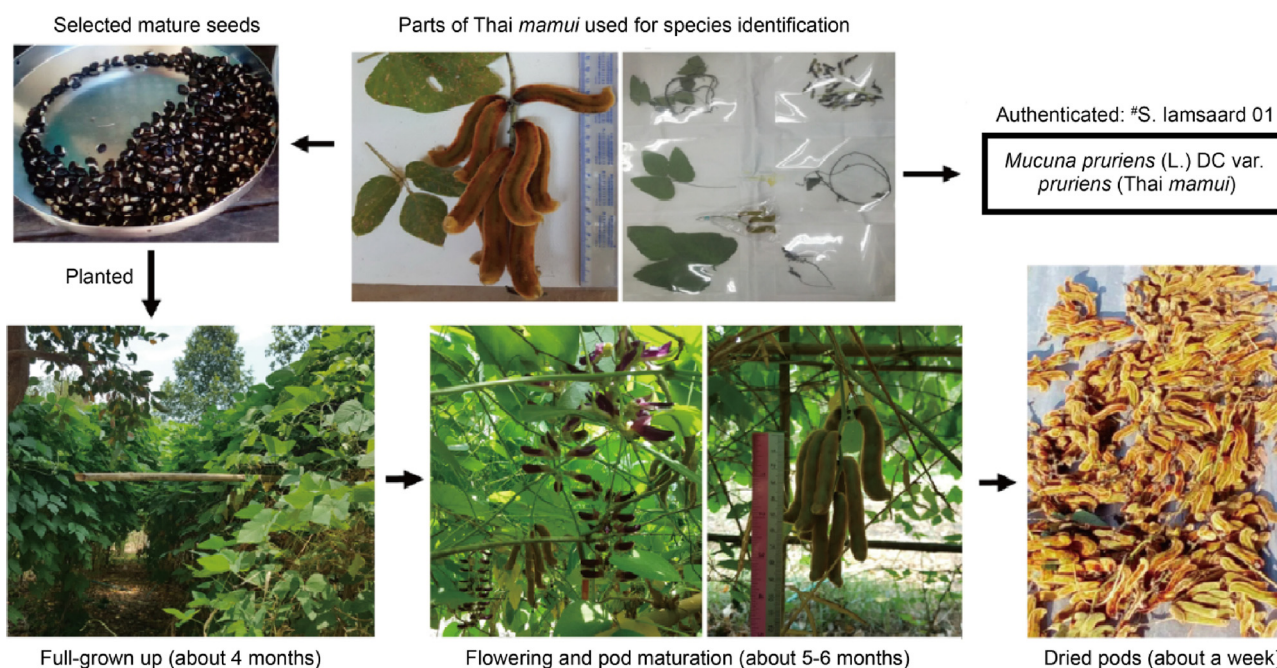 Selected mature seeds
Parts of Thai mamui used for species identification
Authenticated: #S. Iamsaard 01
Mucuna pruriens (L.) DC var.
pruriens (Thai mamui)
Planted
Full-grown up (about 4 months)
Flowering and pod maturation (about 5-6 months)
Dried pods (about a week)